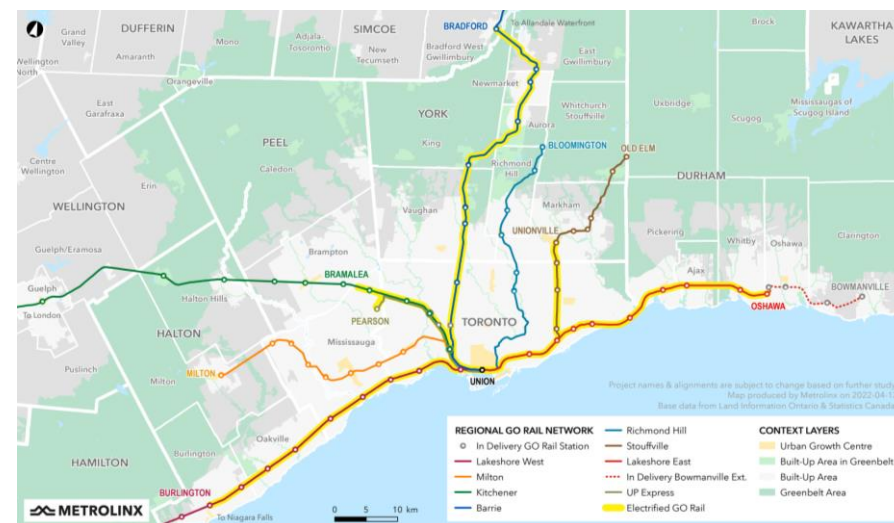 Grand
Valley
DUFFERIN
Mono
Adjala-
Tosorontio
SIMCOE
New
Tecumseth
BRADFORD
To Allandale Waterfront
Bradford West
Gwillimbury
East
Gwillimbury
Brock
KAWARTHA
LAKES
Wellington
North
Amaranth
Orangeville
East
Garafraxa
PEEL
Caledon
YORK
King
Newmarket
Aurora
Whitchurch
Stouffville
Uxbridge
Scugog
Mississaugas of
Scugog Island
BLOOMINGTON
OLD ELM
Richmond
Hill
DURHAM
Centre
Wellington
Erin
WELLINGTON
Vaughan
Markham
UNIONVILLE
Pickering
Whitby
Oshawa
Clarington
Guelph/Eramosa
Brampton
BRAMALEA
Ajax
BOWMANVILLE
OSHAWA
Guelph
To London
Halton Hills
PEARSON
TORONTO
HALTON
Mississauga
Puslinch
MILTON
Milton
UNION
Project names & alignments are subject to change based on further study.
Map produced by Metrolinx on 2022-04-1
Base data from Land Information Ontario & Statistics Canada
Oakville
Burlington
HAMILTON
BURLINGTON
To Niagara Falls
METROLINX
0 5 10 km
REGIONAL GO RAIL NETWORK
In Delivery GO Rail Station
Lakeshore West
Milton
Kitchener
Barrie
Richmond Hill
Stouffville
Lakeshore East
In Delivery Bowmanville Ext.
UP Express
Electrified GO Rail
CONTEXT LAYERS
Urban Growth Centre
Built-Up Area in Greenbelt
Built-Up Area
Greenbelt Area